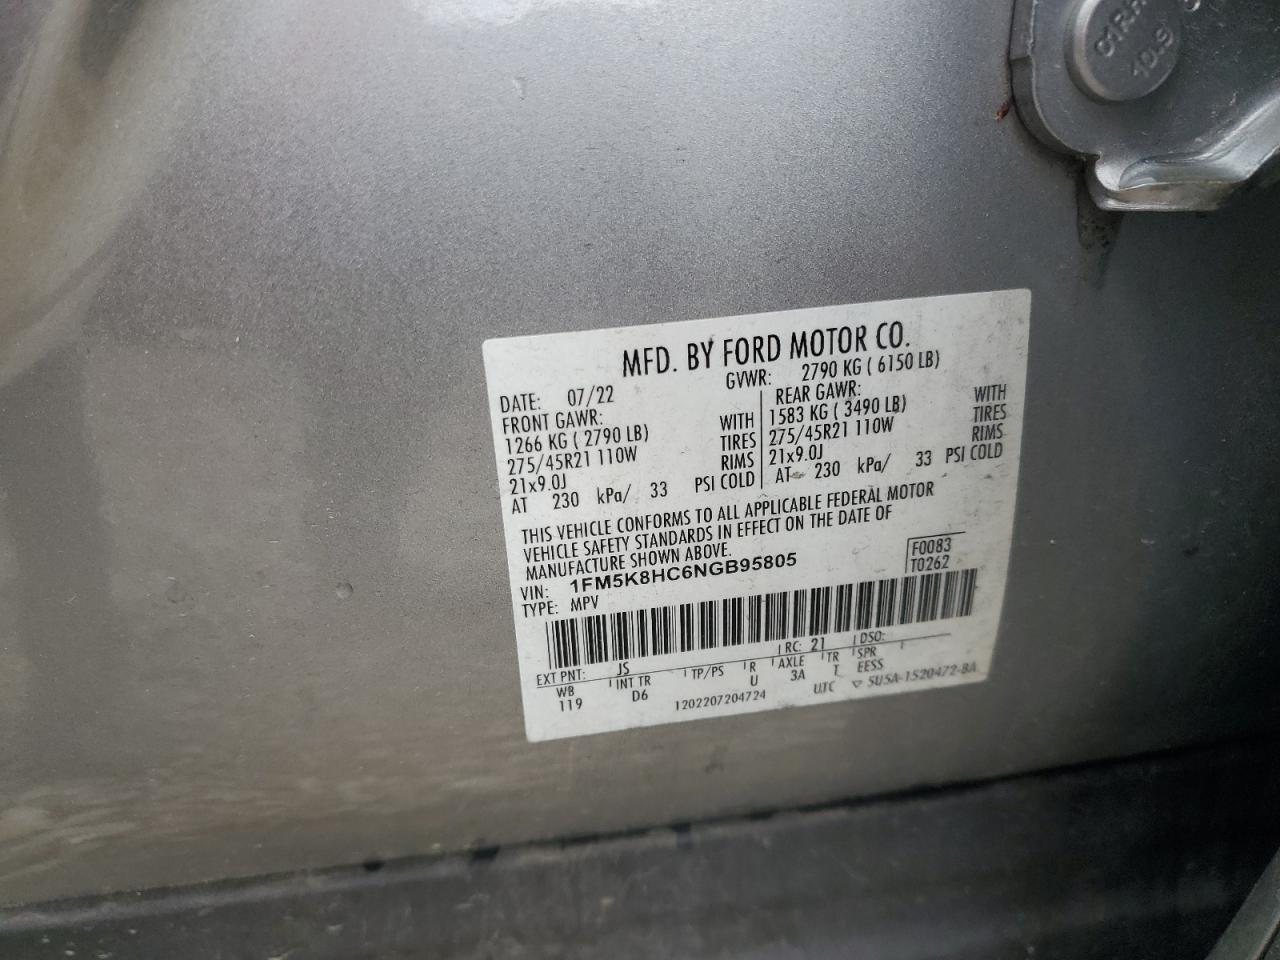 01RH
10.9
MFD. BY FORD MOTOR CO.
DATE: 07/22 GVWR: 2790 KG ( 6150 LB)
FRONT GAWR: WITH REAR GAWR: WITH
1266 KG ( 2790 LB) TIRES 1583 KG ( 3490 LB) TIRES
275/45R21 110W RIMS 275/45R21 110W RIMS
21x9.0J 21x9.0J
AT 230 kPa/ 33 PSI COLD AT 230 kPa/ 33 PSI COLD
THIS VEHICLE CONFORMS TO ALL APPLICABLE FEDERAL MOTOR
VEHICLE SAFETY STANDARDS IN EFFECT ON THE DATE OF
MANUFACTURE SHOWN ABOVE.
VIN: 1FM5K8HC6NGB95805 F0083
TYPE: MPV T0262
EXT PNT: JS RC: 21 DSO:
WB INT TR TP/PS R AXLE TR SPR
119 D6 U 3A T EESS
1202207204724 UTC ▽ 5U5A-1520472-BA